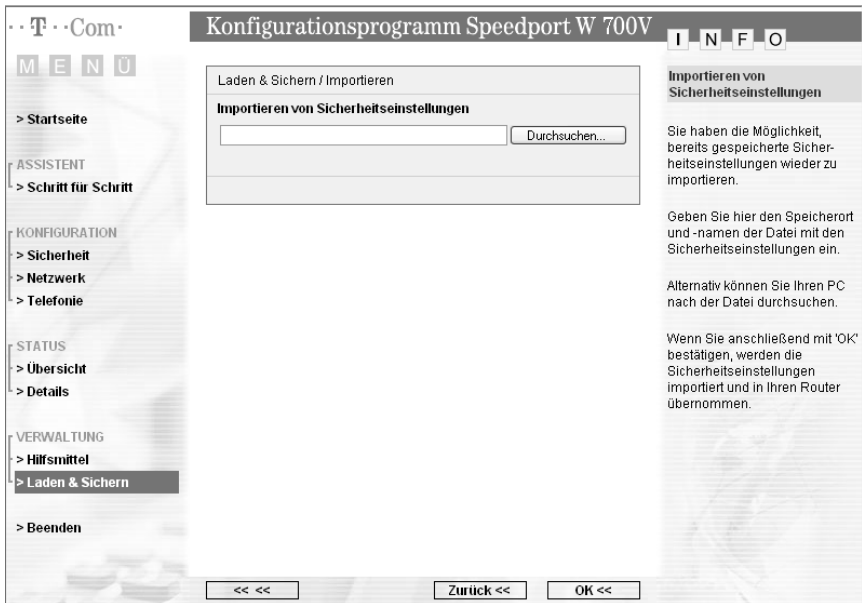 ··T··Com·
Konfigurationsprogramm Speedport W 700V
INFO
MENÜ
> Startseite
ASSISTENT
> Schritt für Schritt
KONFIGURATION
> Sicherheit
> Netzwerk
> Telefonie
STATUS
> Übersicht
> Details
VERWALTUNG
> Hilfsmittel
> Laden & Sichern
> Beenden
Laden & Sichern / Importieren
Importieren von Sicherheitseinstellungen
Durchsuchen...
<< <<
Zurück <<
OK <<
Importieren von
Sicherheitseinstellungen
Sie haben die Möglichkeit,
bereits gespeicherte Sicher-
heitseinstellungen wieder zu
importieren.
Geben Sie hier den Speicherort
und -namen der Datei mit den
Sicherheitseinstellungen ein.
Alternativ können Sie Ihren PC
nach der Datei durchsuchen.
Wenn Sie anschließend mit 'OK'
bestätigen, werden die
Sicherheitseinstellungen
importiert und in Ihren Router
übernommen.